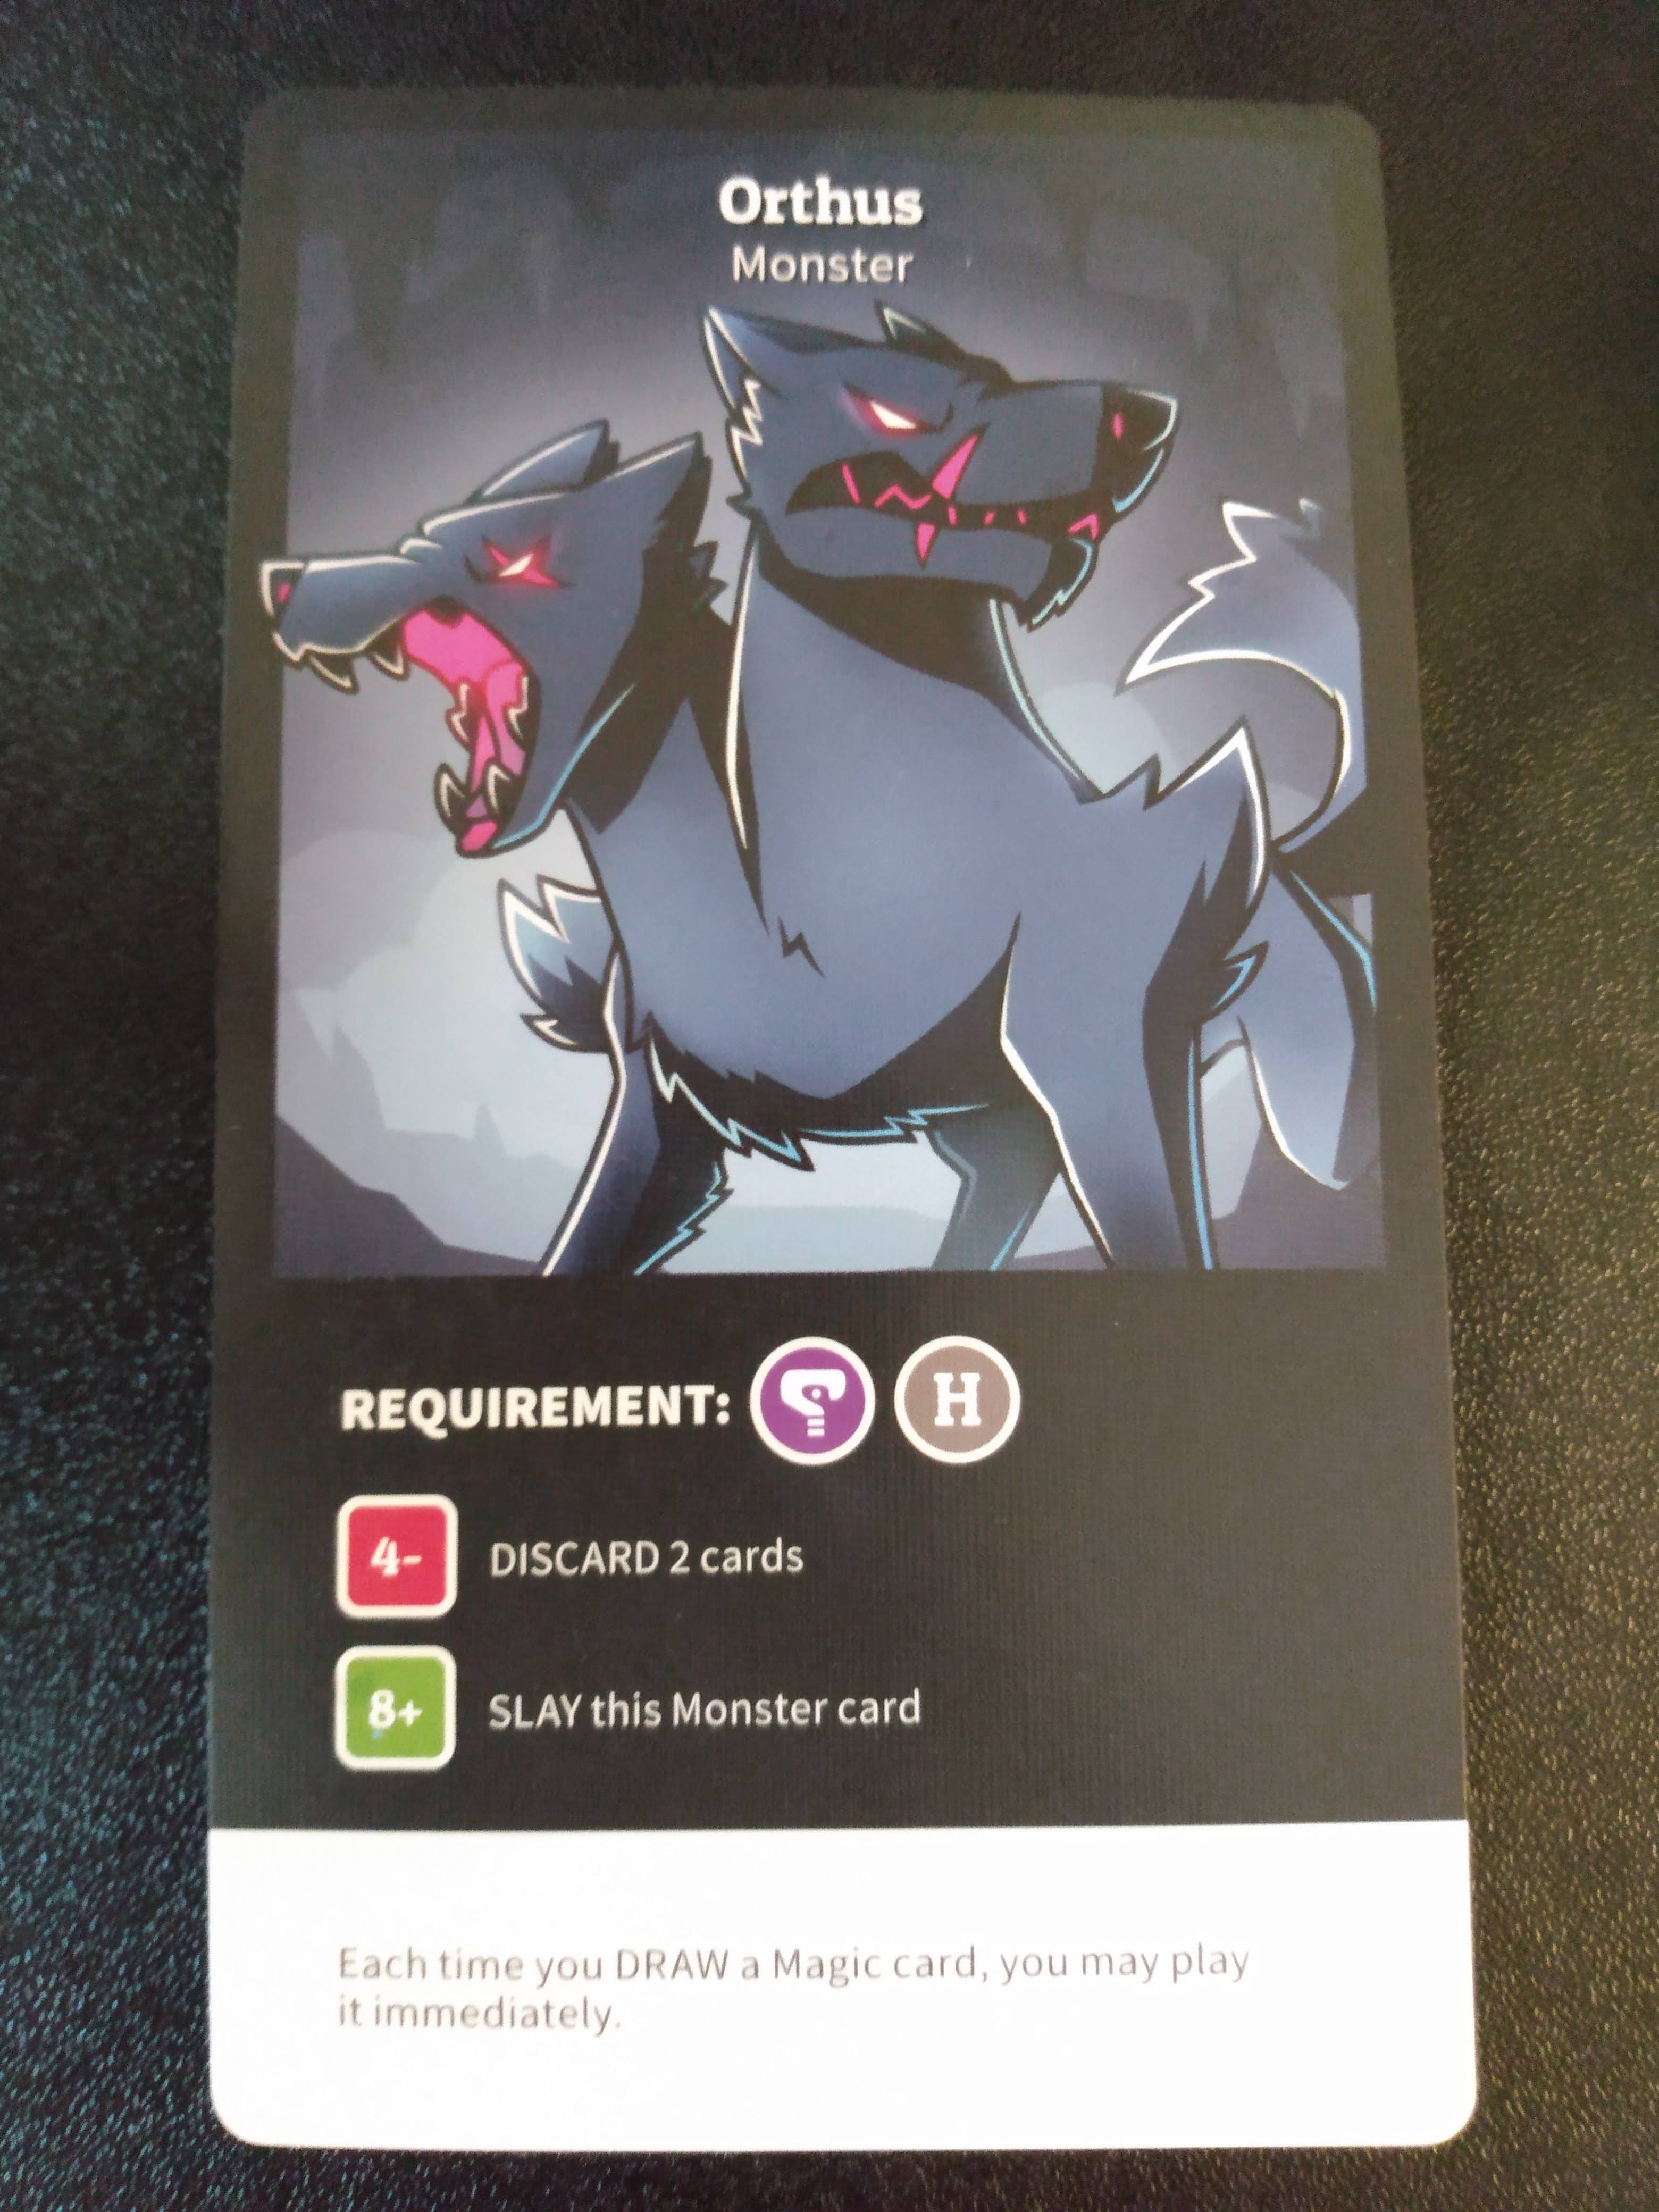 Orthus
Monster
REQUIREMENT: H
4- DISCARD 2 cards
8+ SLAY this Monster card
Each time you DRAW a Magic card, you may play
it immediately.